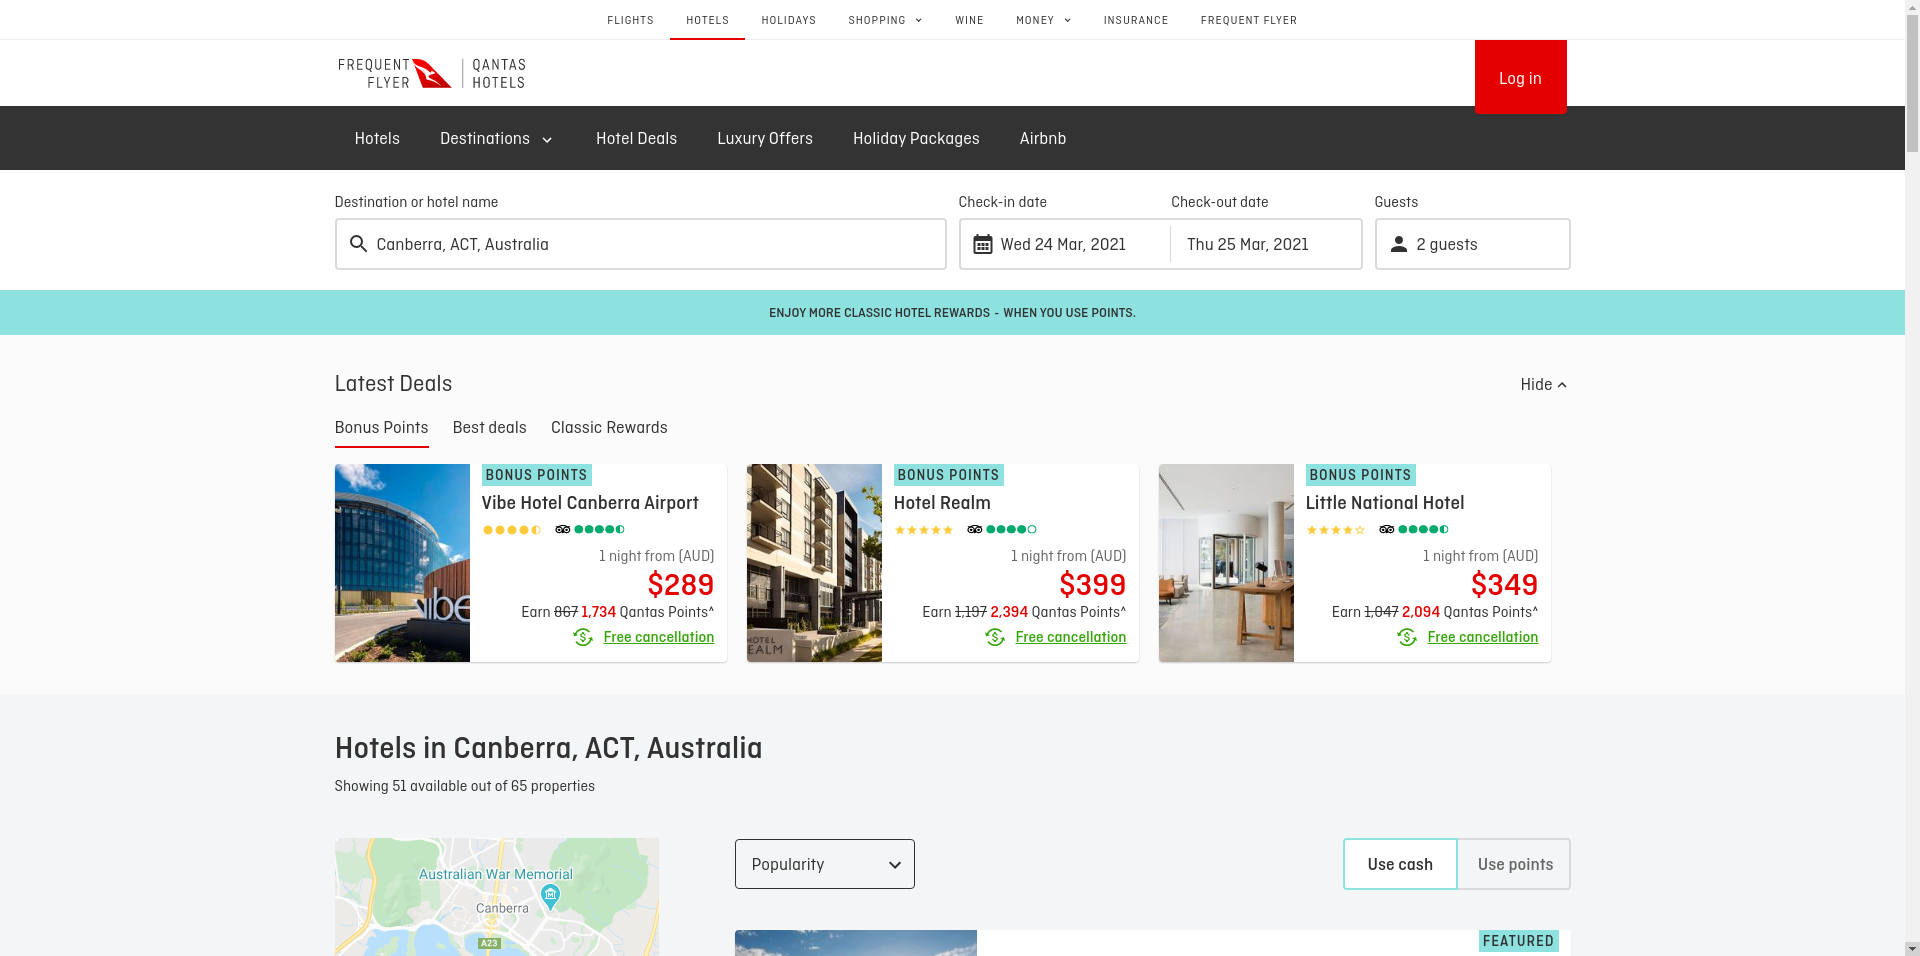 FLIGHTS
HOTELS
HOLIDAYS
SHOPPING
WINE
MONEY
INSURANCE
FREQUENT FLYER
FREQUENT
FLYER
QANTAS
HOTELS
Log in
Hotels
Destinations
Hotel Deals
Luxury Offers
Holiday Packages
Airbnb
Destination or hotel name
Canberra, ACT, Australia
Check-in date
Wed 24 Mar, 2021
Check-out date
Thu 25 Mar, 2021
Guests
2 guests
ENJOY MORE CLASSIC HOTEL REWARDS - WHEN YOU USE POINTS.
Latest Deals
Hide
Bonus Points
Best deals
Classic Rewards
vibe
BONUS POINTS
Vibe Hotel Canberra Airport
1 night from (AUD)
$289
Earn 867 1,734 Qantas Points^
Free cancellation
HOTEL
REALM
BONUS POINTS
Hotel Realm
1 night from (AUD)
$399
Earn 1,197 2,394 Qantas Points^
Free cancellation
BONUS POINTS
Little National Hotel
1 night from (AUD)
$349
Earn 1,047 2,094 Qantas Points^
Free cancellation
Hotels in Canberra, ACT, Australia
Showing 51 available out of 65 properties
Australian War Memorial
Canberra
A23
Popularity
Use cash
Use points
FEATURED